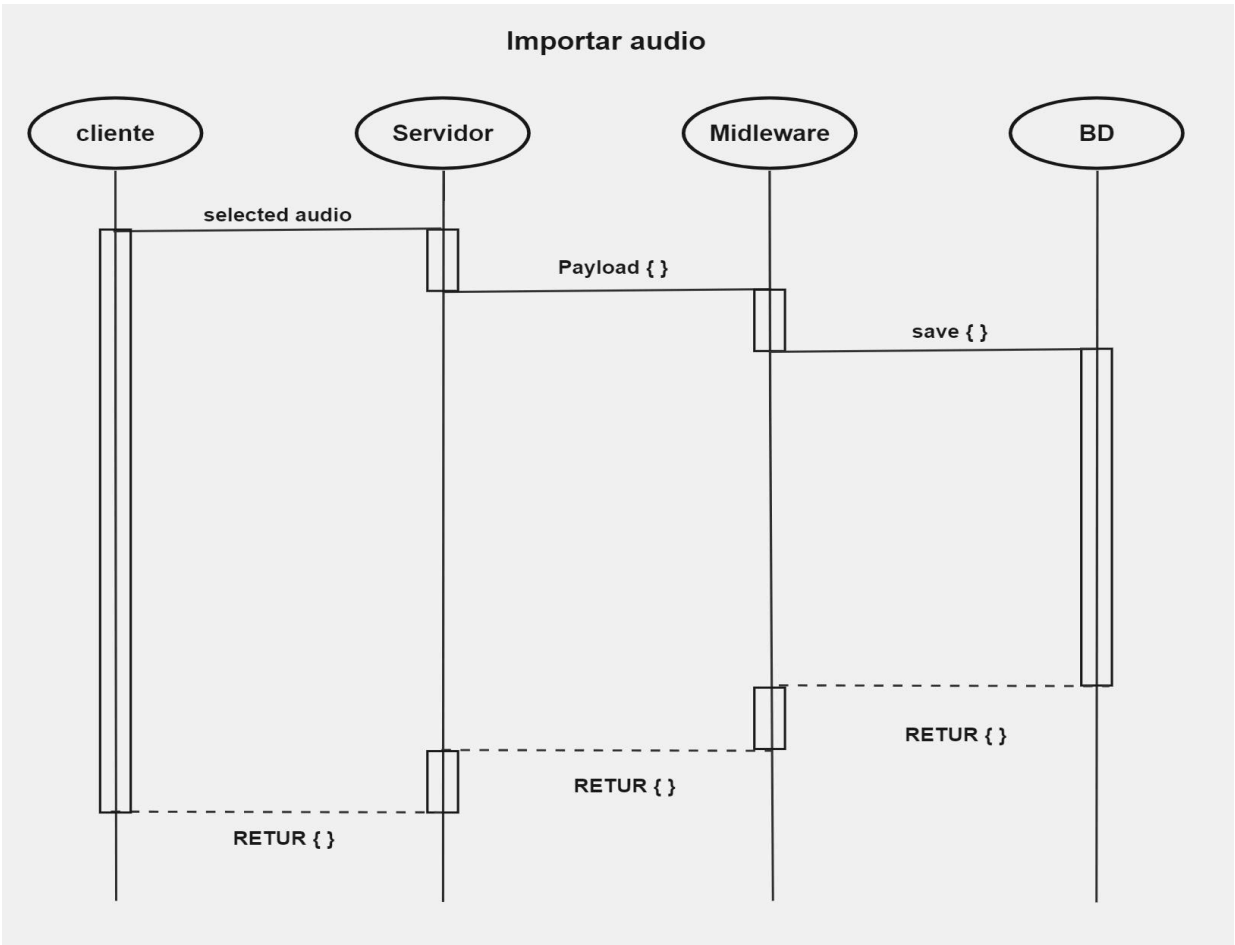 Importar audio
cliente
Servidor
Midleware
BD
selected audio
Payload { }
save { }
RETUR { }
RETUR { }
RETUR { }